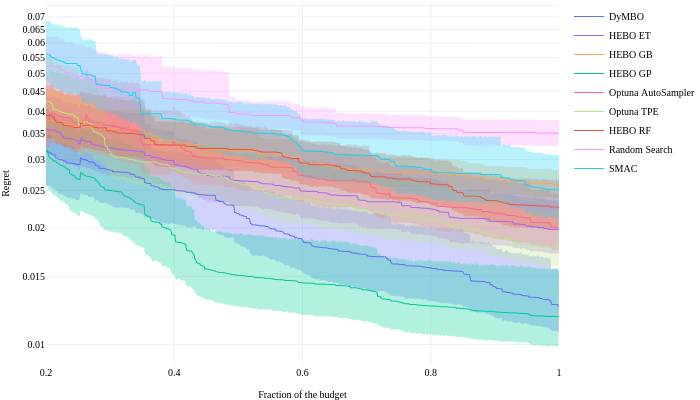 0.07
0.065
0.06
0.055
0.05
0.045
0.04
0.035
0.03
0.025
0.02
0.015
0.01
Regret
0.2
0.4
0.6
0.8
1
Fraction of the budget
DyMBO
HEBO ET
HEBO GB
HEBO GP
Optuna AutoSampler
Optuna TPE
HEBO RF
Random Search
SMAC